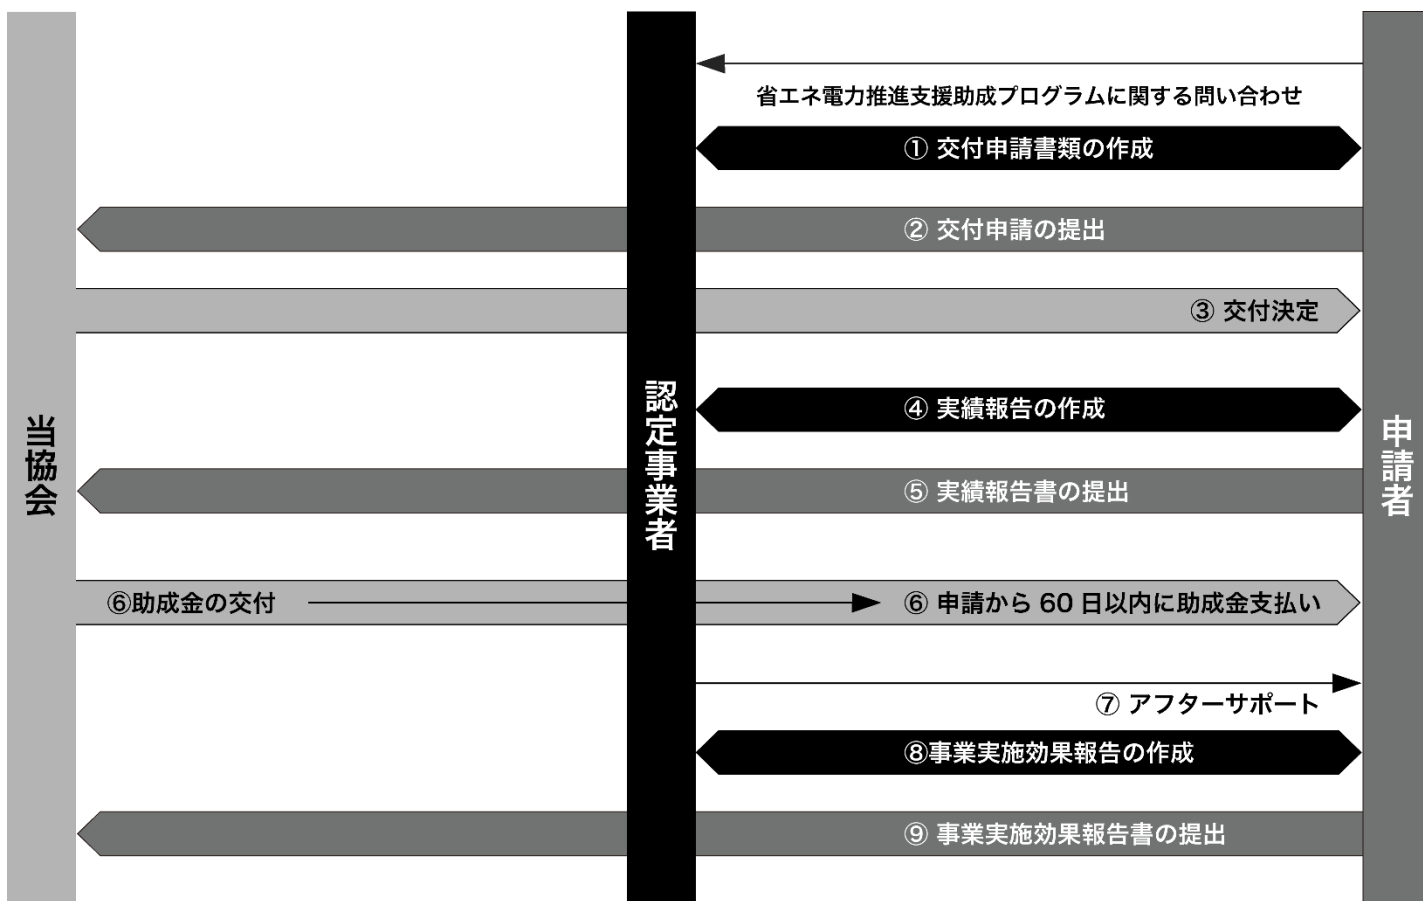 省エネ電力推進支援助成プログラムに関する問い合わせ
① 交付申請書類の作成
② 交付申請の提出
③ 交付決定
④ 実績報告の作成
⑤ 実績報告書の提出
⑥助成金の交付
⑥ 申請から 60 日以内に助成金支払い
⑦ アフターサポート
⑧事業実施効果報告の作成
⑨ 事業実施効果報告書の提出
当協会
認定事業者
申請者